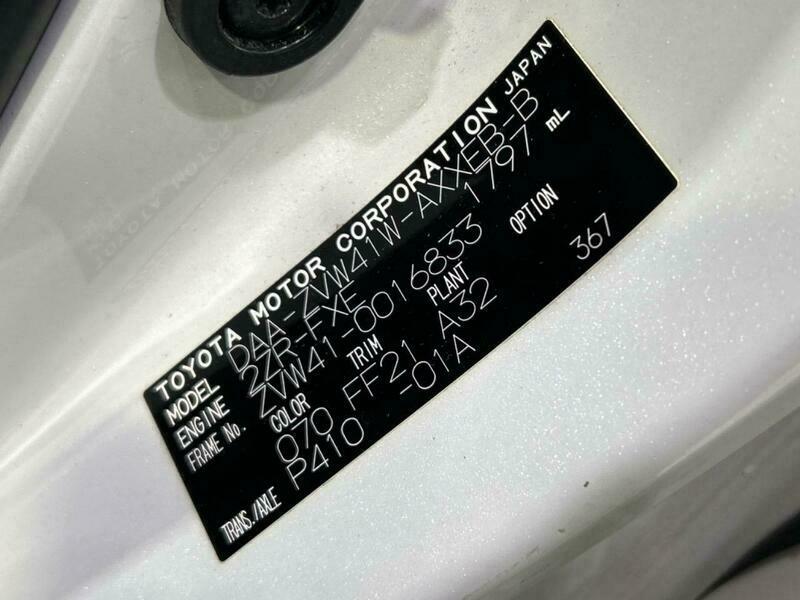 TOYOTA MOTOR CORPORATION JAPAN
MODEL DAA-ZVW41W-AXXEB-B
ENGINE 2ZR-FXE 1797 mL
FRAME No. ZVW41-0016833
COLOR TRIM PLANT OPTION
070 FF21 A32 367
TRANS./AXLE P410 -01A